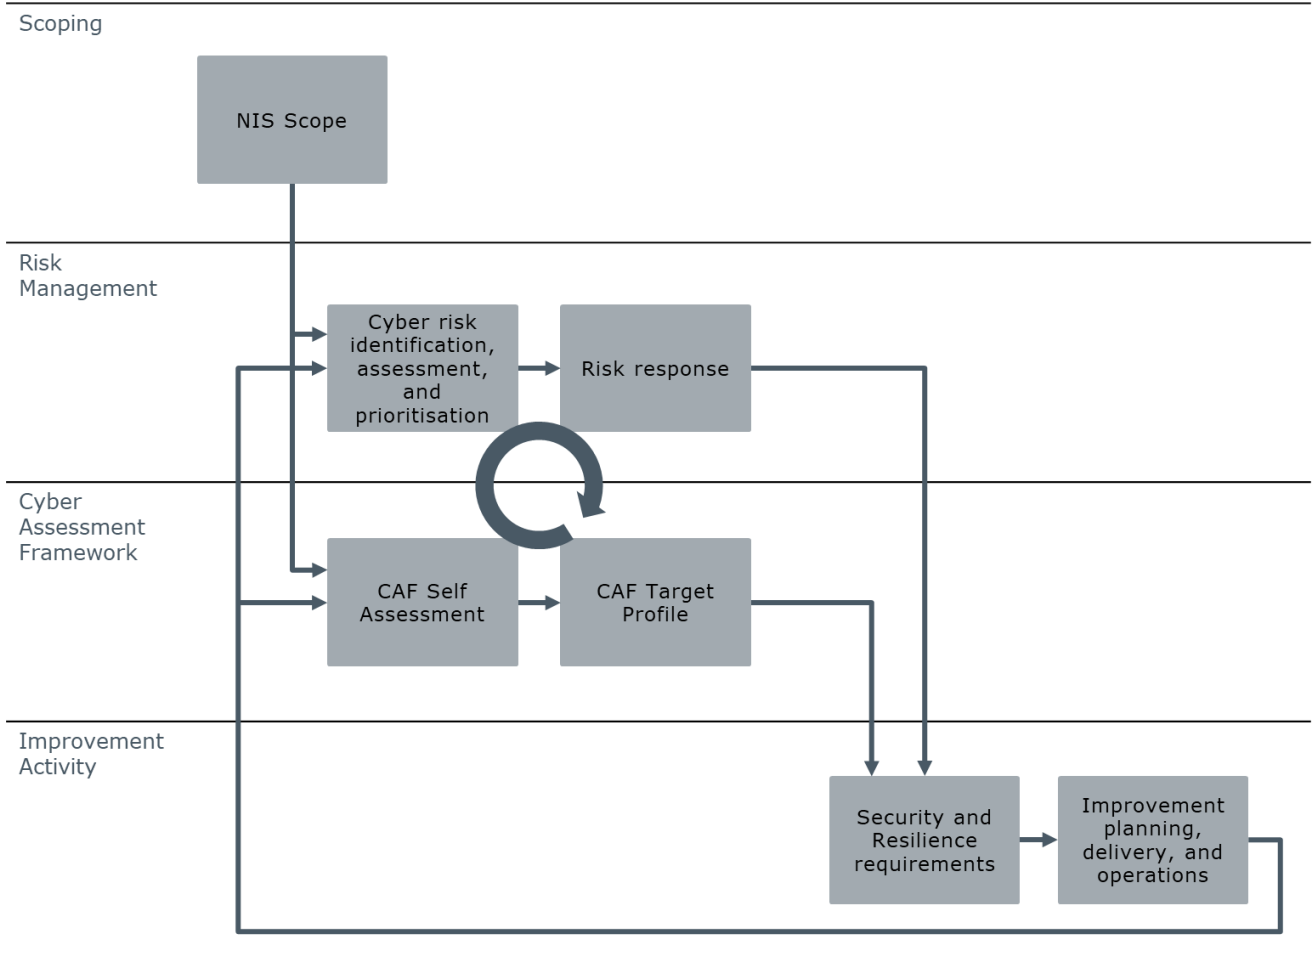 Scoping
NIS Scope
Risk
Management
Cyber risk
identification,
assessment,
and
prioritisation
Risk response
Cyber
Assessment
Framework
CAF Self
Assessment
CAF Target
Profile
Improvement
Activity
Security and
Resilience
requirements
Improvement
planning,
delivery, and
operations